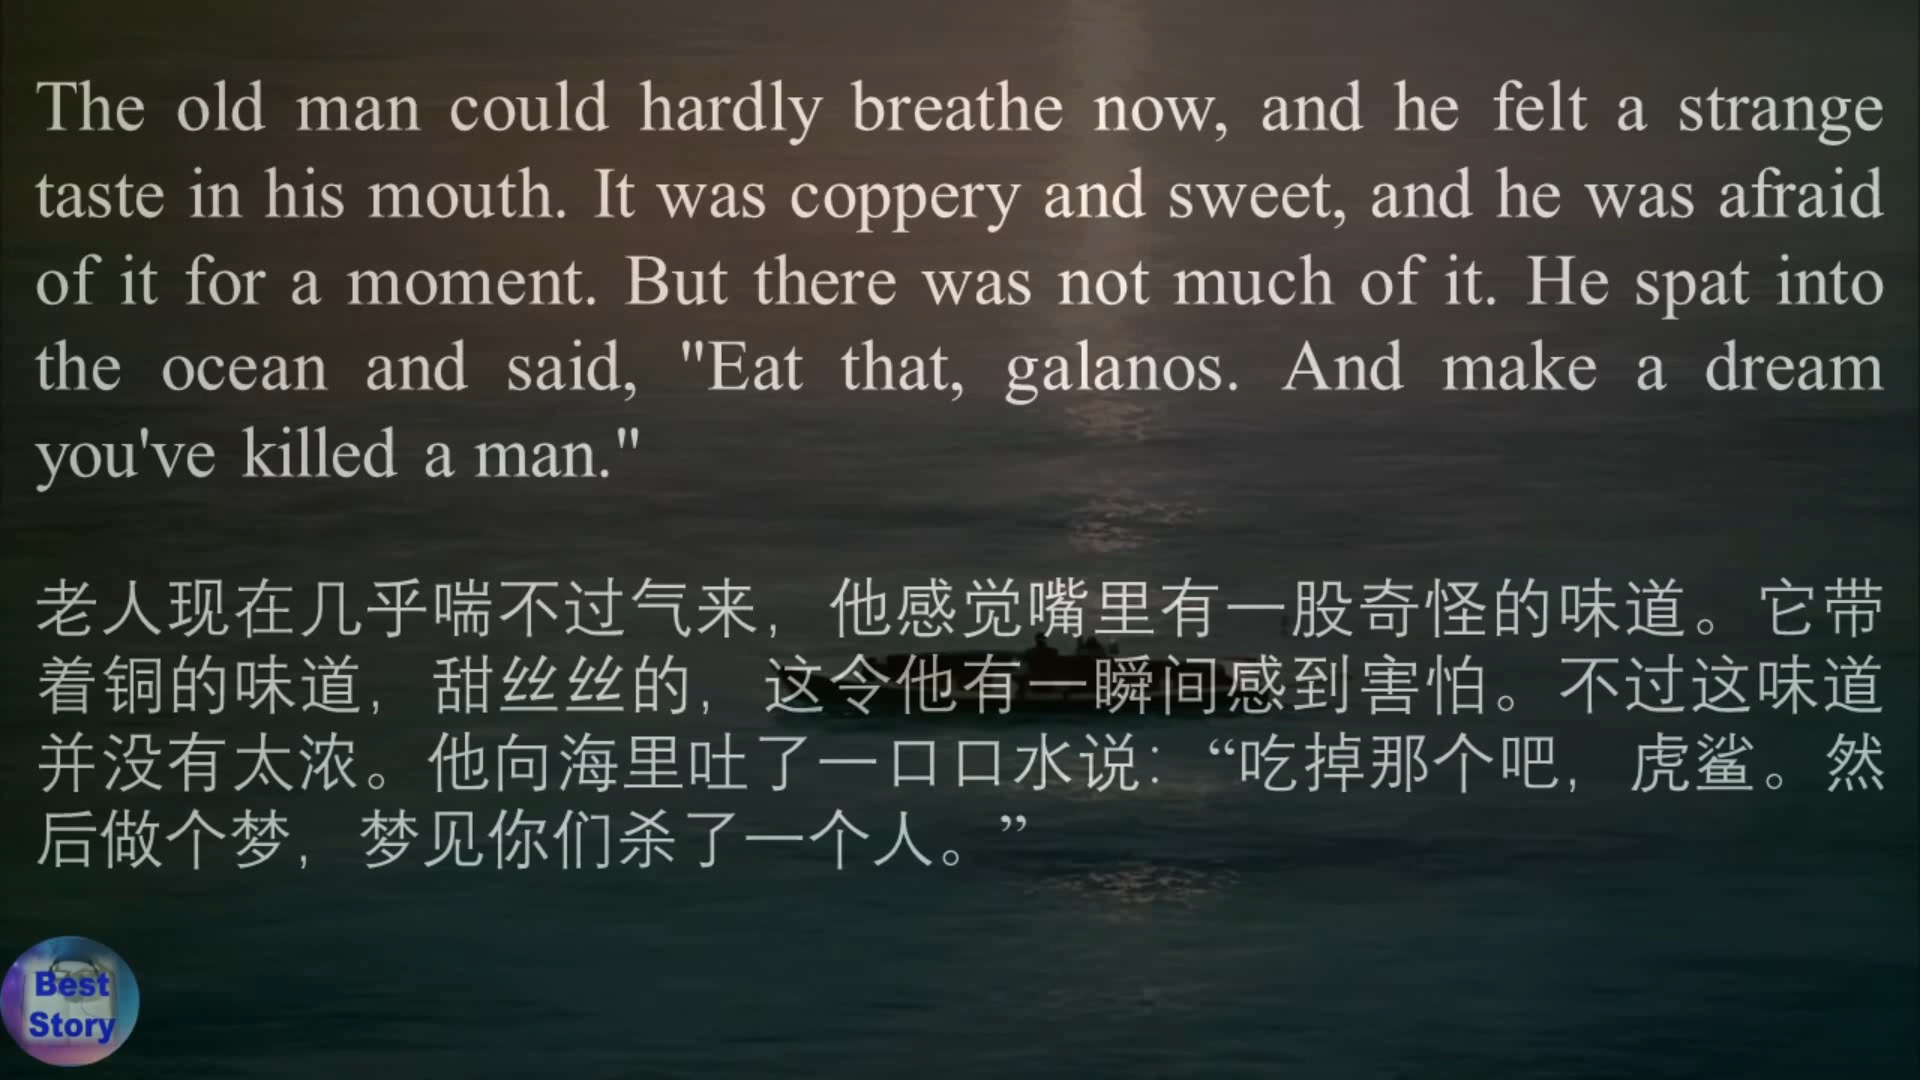 The old man could hardly breathe now, and he felt a strange
taste in his mouth. It was coppery and sweet, and he was afraid
of it for a moment. But there was not much of it. He spat into
the ocean and said, "Eat that, galanos. And make a dream
you've killed a man."
老人现在几乎喘不过气来，他感觉嘴里有一股奇怪的味道。它带
着铜的味道，甜丝丝的，这令他有一瞬间感到害怕。不过这味道
并没有太浓。他向海里吐了一口口水说：“吃掉那个吧，虎鲨。然
后做个梦，梦见你们杀了一个人。”
Best
Story